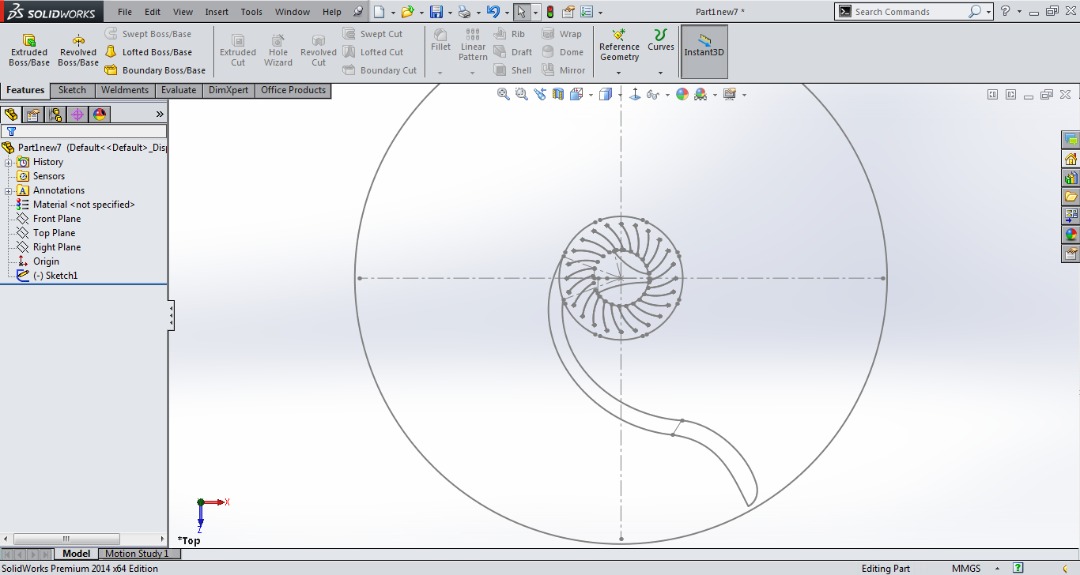 SOLIDWORKS File Edit View Insert Tools Window Help Part1new7 * Search Commands
Extruded Boss/Base
Revolved Boss/Base
Swept Boss/Base
Lofted Boss/Base
Boundary Boss/Base
Extruded Cut
Hole Wizard
Revolved Cut
Swept Cut
Lofted Cut
Boundary Cut
Fillet
Linear Pattern
Rib
Draft
Shell
Wrap
Dome
Mirror
Reference Geometry
Curves
Instant3D
Features Sketch Weldments Evaluate DimXpert Office Products
Part1new7 (Default<<Default>_Disp
History
Sensors
A Annotations
Material <not specified>
Front Plane
Top Plane
Right Plane
Origin
(-) Sketch1
X
Z
*Top
Model Motion Study 1
SolidWorks Premium 2014 x64 Edition Editing Part MMGS